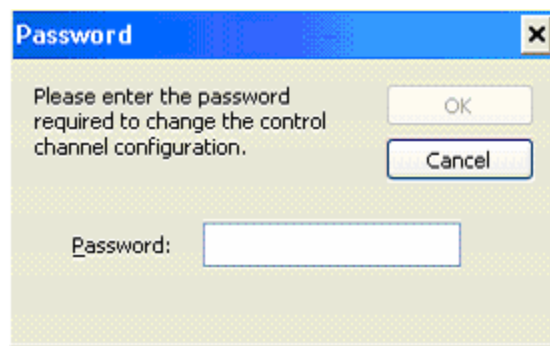 Password
Please enter the password
required to change the control
channel configuration.
OK
Cancel
Password: